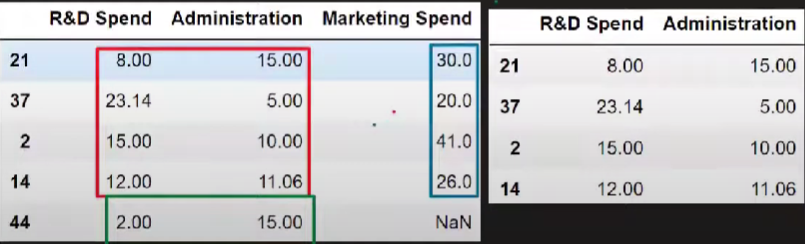 R&D Spend Administration Marketing Spend
21 8.00 15.00 30.0
37 23.14 5.00 20.0
2 15.00 10.00 41.0
14 12.00 11.06 26.0
44 2.00 15.00 NaN
R&D Spend Administration
21 8.00 15.00
37 23.14 5.00
2 15.00 10.00
14 12.00 11.06